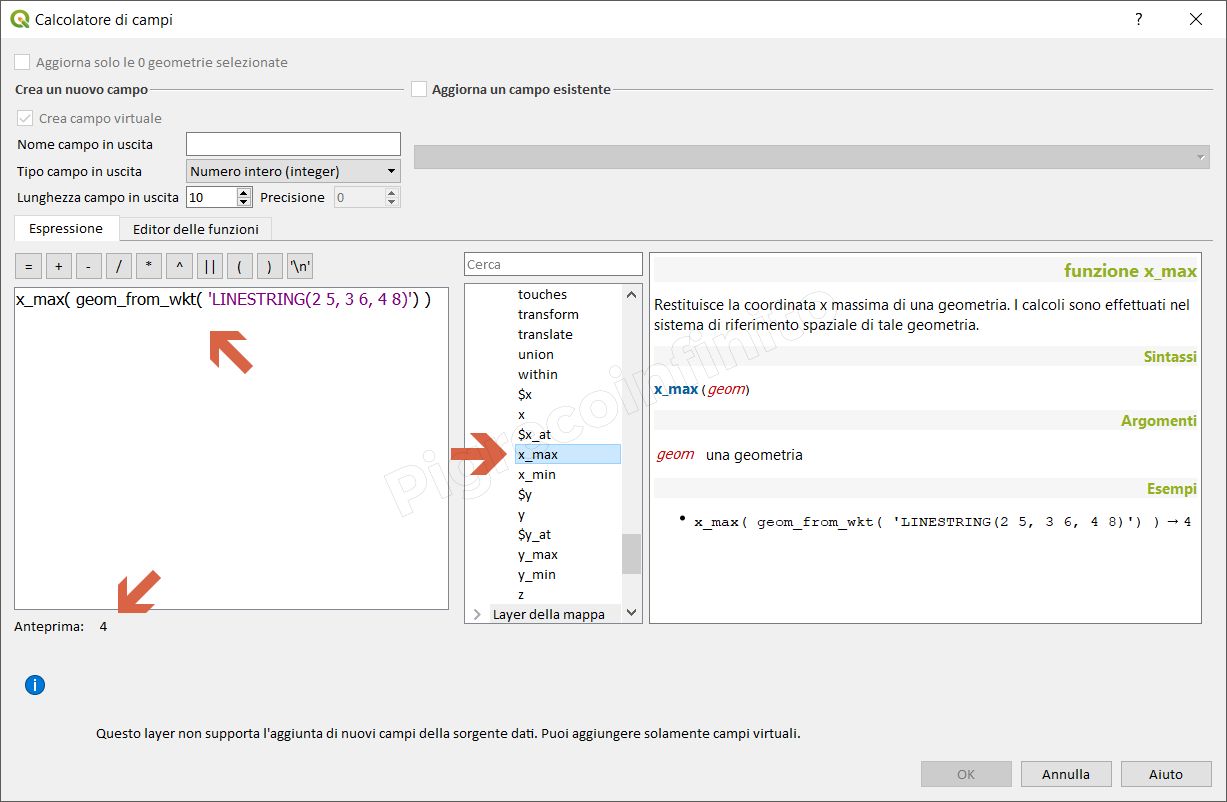 Calcolatore di campi
?
Aggiorna solo le 0 geometrie selezionate
Crea un nuovo campo
Aggiorna un campo esistente
Crea campo virtuale
Nome campo in uscita
Tipo campo in uscita
Numero intero (integer)
Lunghezza campo in uscita
10
Precisione
0
Espressione
Editor delle funzioni
= + - / * ^ || ( ) '\n'
x_max( geom_from_wkt( 'LINESTRING(2 5, 3 6, 4 8)') )
Anteprima: 4
Cerca
touches
transform
translate
union
within
$x
x
$x_at
x_max
x_min
$y
y
$y_at
y_max
y_min
z
Layer della mappa
funzione x_max
Restituisce la coordinata x massima di una geometria. I calcoli sono effettuati nel
sistema di riferimento spaziale di tale geometria.
Sintassi
x_max(geom)
Argomenti
geom una geometria
Esempi
• x_max( geom_from_wkt( 'LINESTRING(2 5, 3 6, 4 8)') ) → 4
Pigrecoinfinito
i
Questo layer non supporta l'aggiunta di nuovi campi della sorgente dati. Puoi aggiungere solamente campi virtuali.
OK
Annulla
Aiuto